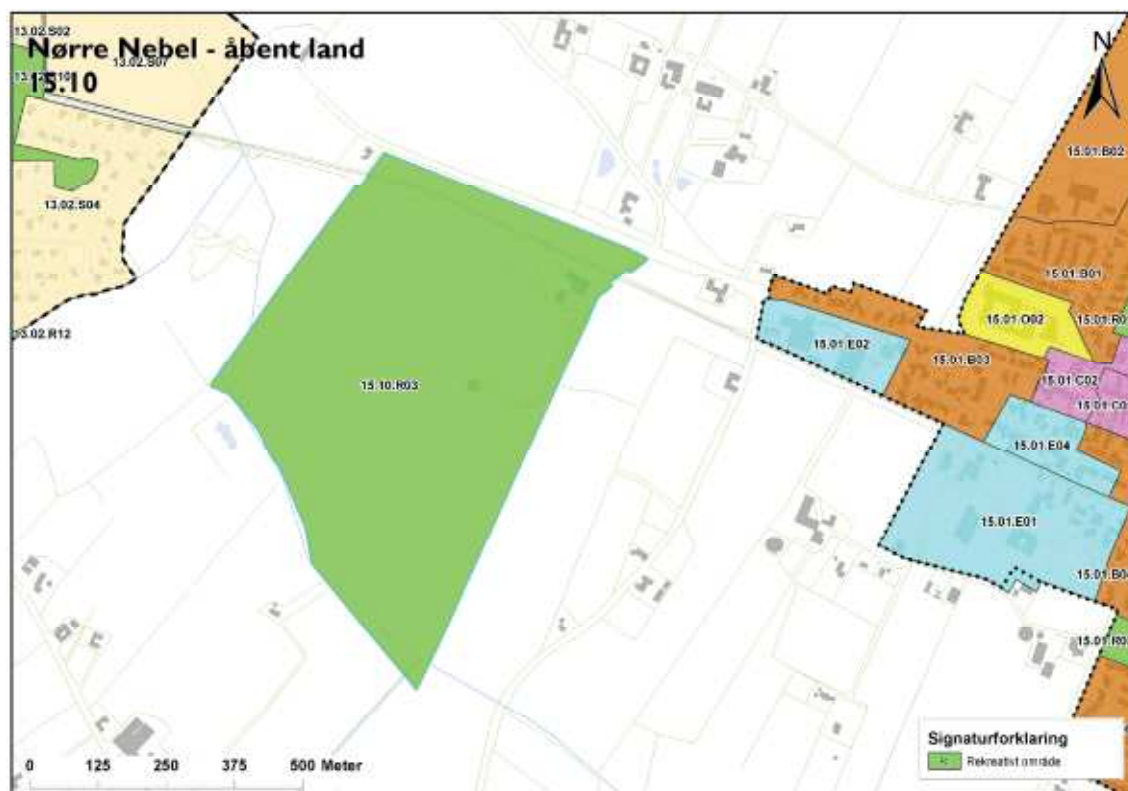 13.02.S02
Nørre Nebel - åbent land
13.02.S07
15.10
N
13.02.S04
13.02.R12
15.10.R03
15.01.B02
15.01.B01
15.01.O02
15.01.E02
15.01.B03
15.01.C02
15.01.E04
15.01.E01
0 125 250 375 500 Meter
Signaturforklaring
Rekreativt område